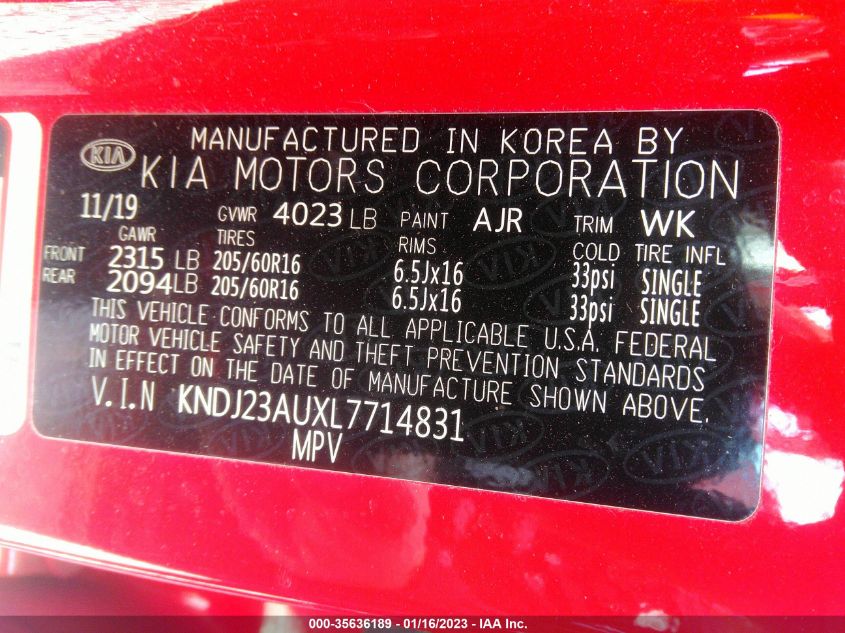 KIA MANUFACTURED IN KOREA BY
KIA MOTORS CORPORATION
11/19 GVWR 4023 LB PAINT AJR TRIM WK
GAWR TIRES RIMS COLD TIRE INFL
FRONT 2315 LB 205/60R16 6.5Jx16 33psi SINGLE
REAR 2094 LB 205/60R16 6.5Jx16 33psi SINGLE
THIS VEHICLE CONFORMS TO ALL APPLICABLE U.S.A. FEDERAL
MOTOR VEHICLE SAFETY AND THEFT PREVENTION STANDARDS
IN EFFECT ON THE DATE OF MANUFACTURE SHOWN ABOVE.
V.I.N KNDJ23AUXL7714831
MPV
000-35636189 - 01/16/2023 - IAA Inc.